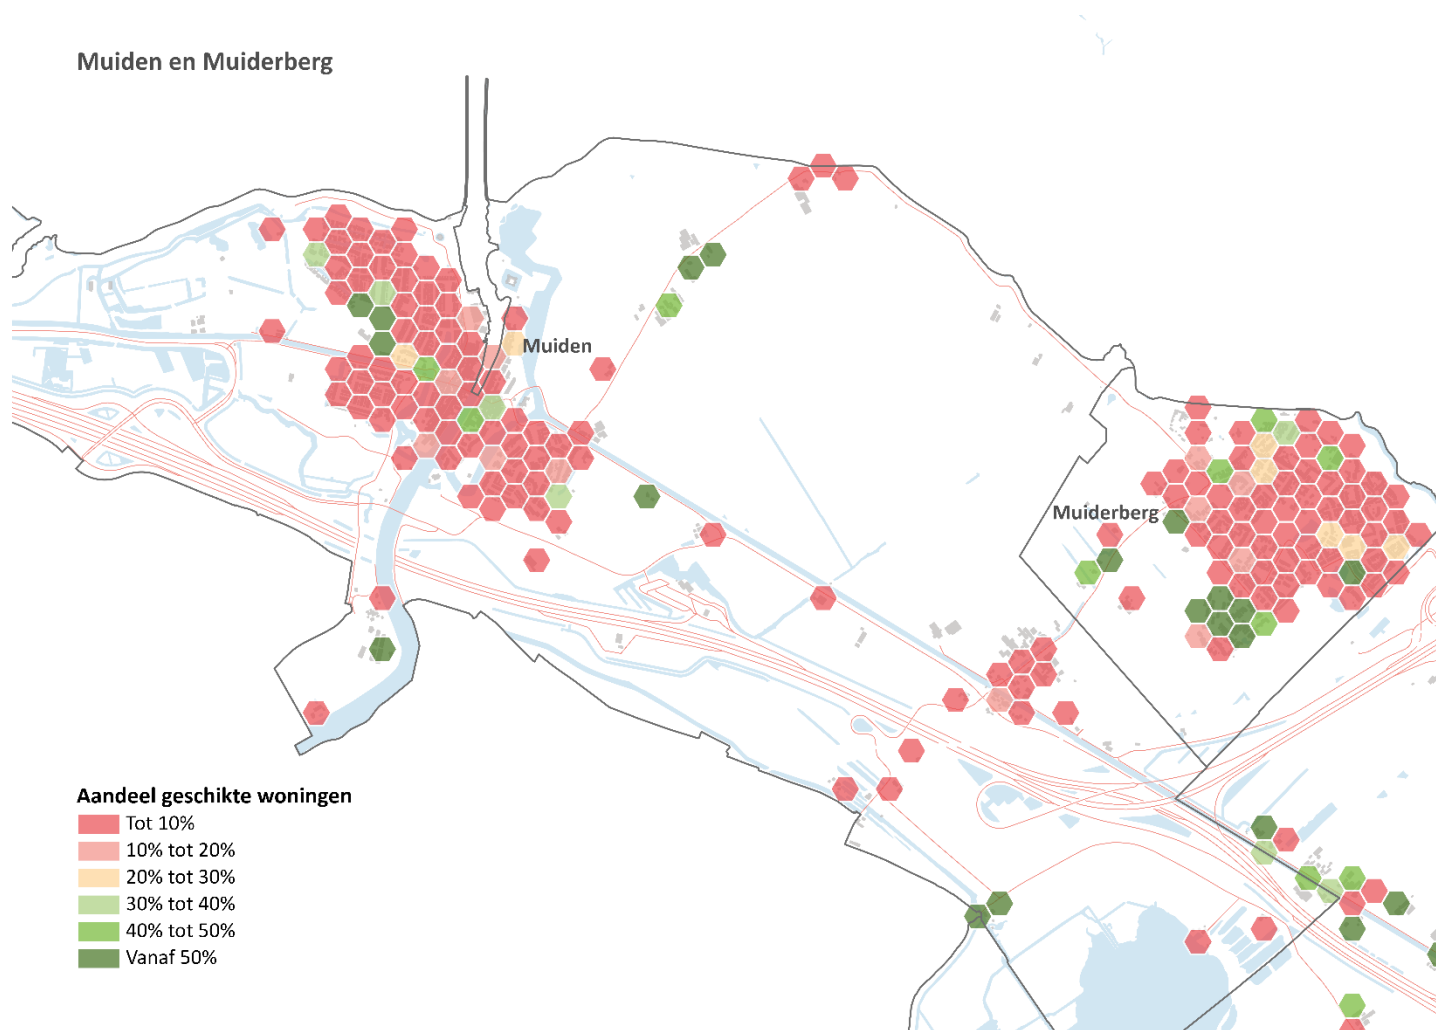 Muiden en Muiderberg
Muiden
Muiderberg
Aandeel geschikte woningen
Tot 10%
10% tot 20%
20% tot 30%
30% tot 40%
40% tot 50%
Vanaf 50%